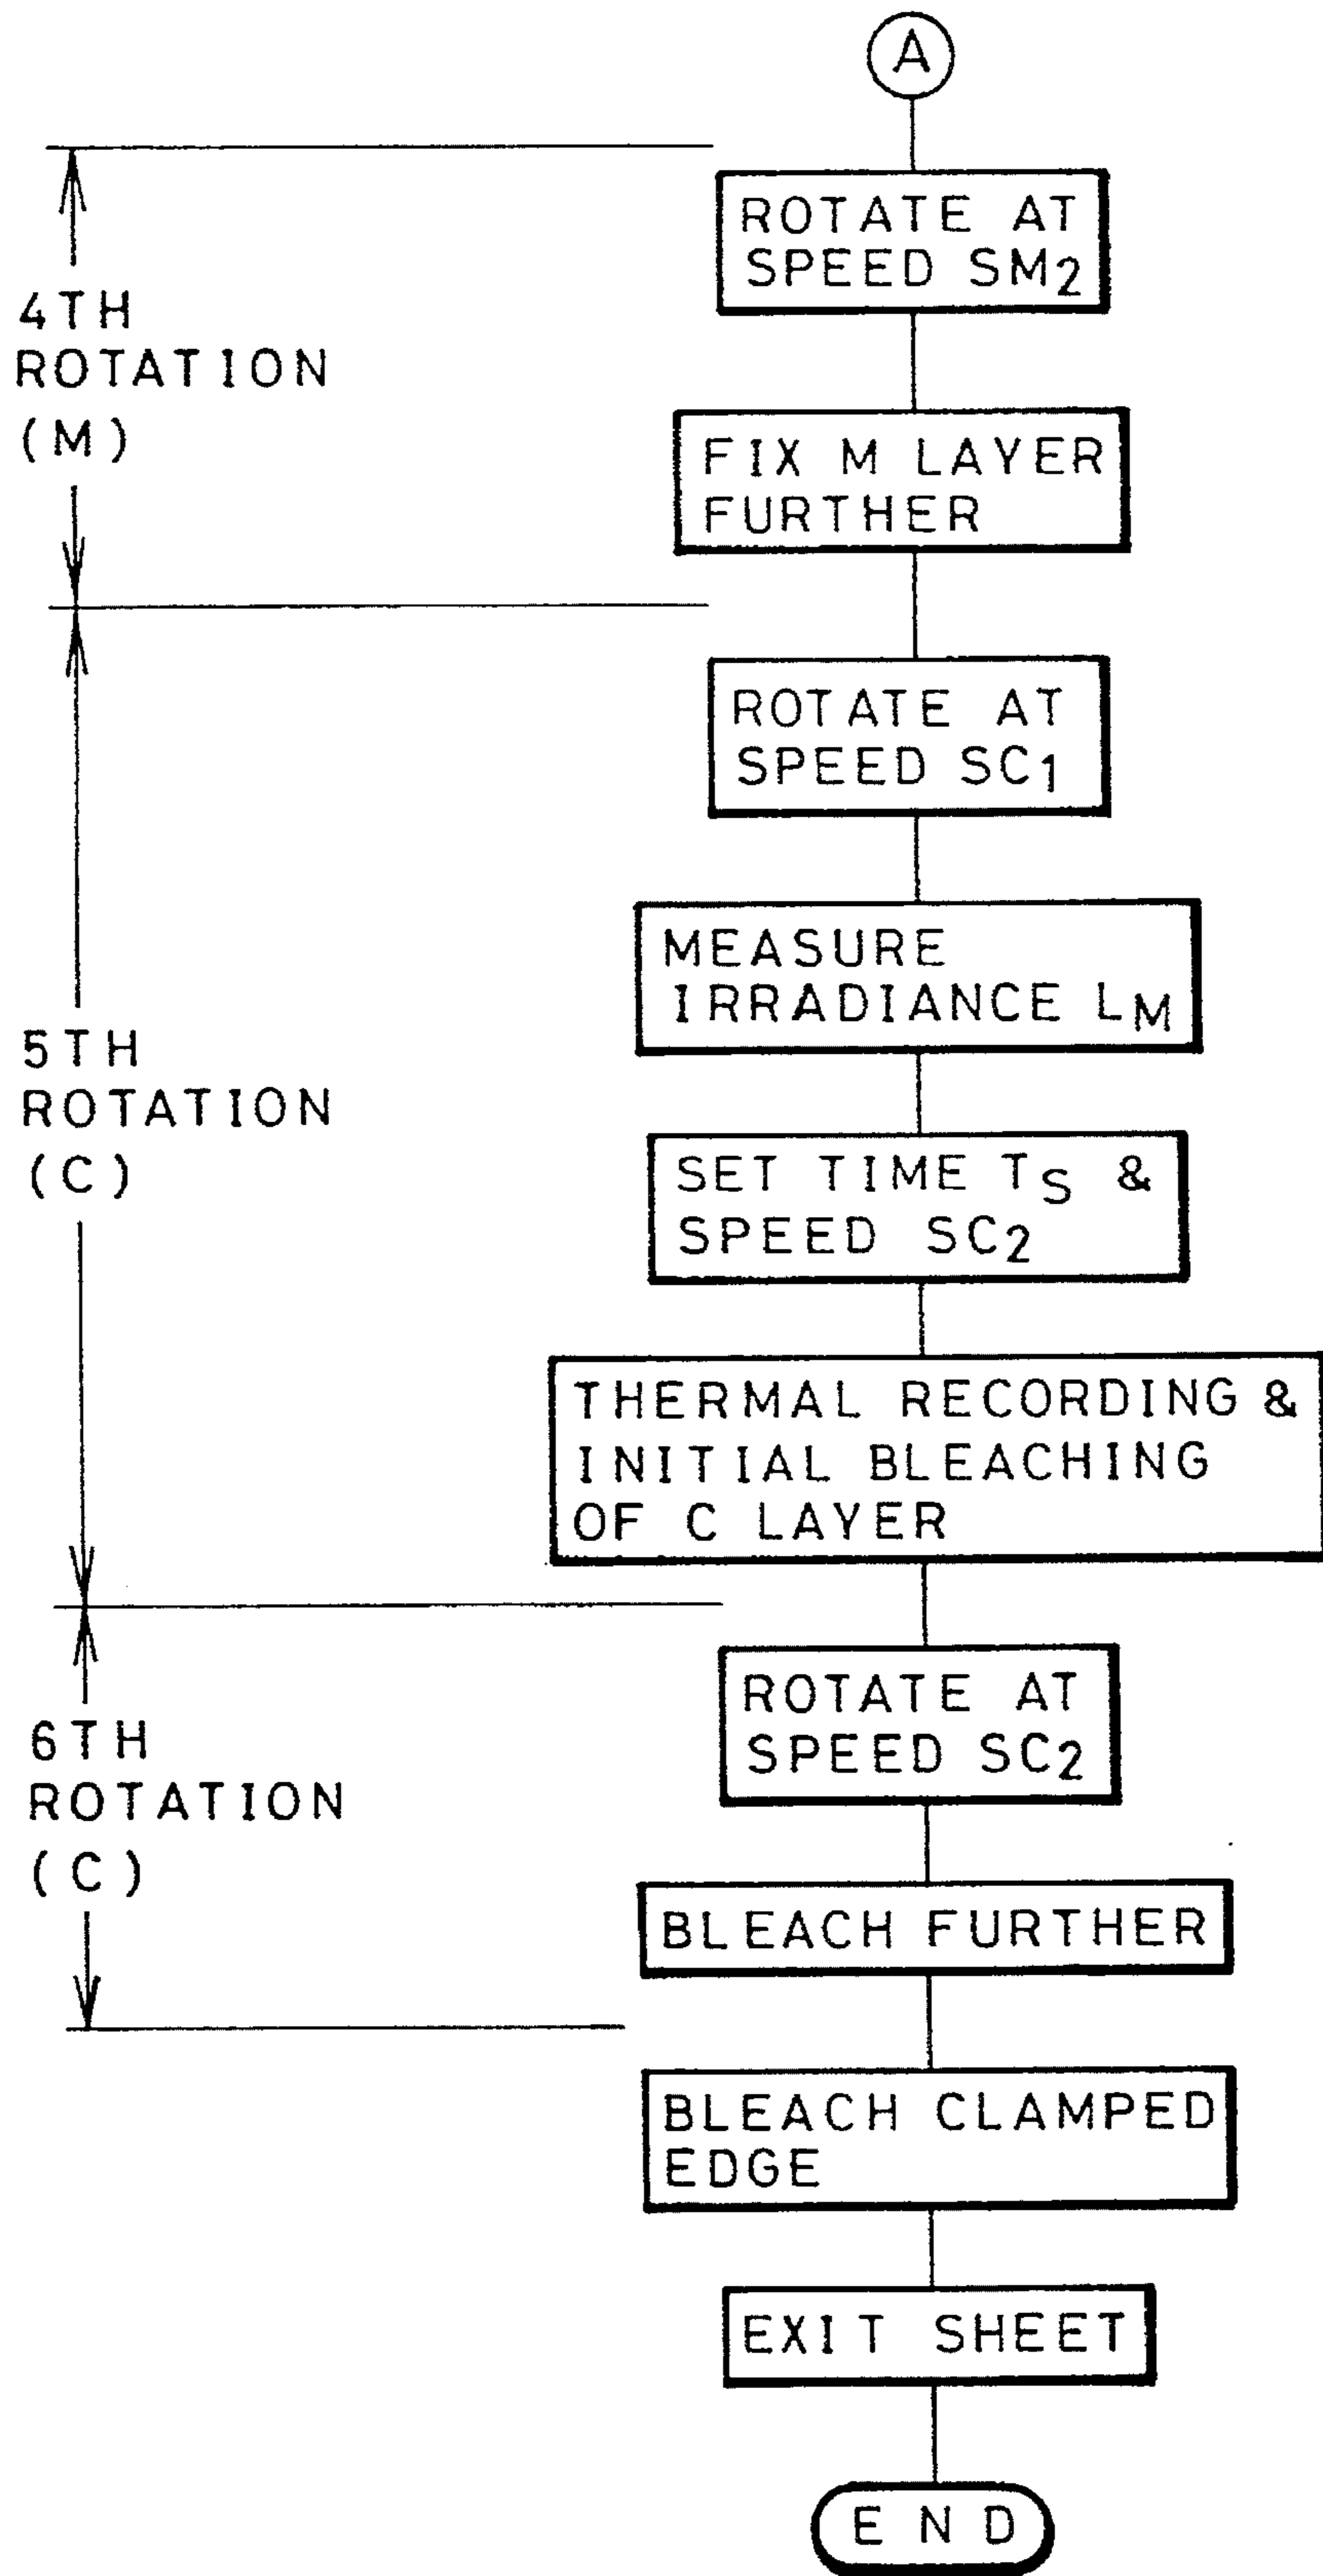 A
ROTATE AT
SPEED SM2
4TH
ROTATION
(M)
FIX M LAYER
FURTHER
ROTATE AT
SPEED SC1
MEASURE
IRRADIANCE LM
5TH
ROTATION
(C)
SET TIME TS &
SPEED SC2
THERMAL RECORDING &
INITIAL BLEACHING
OF C LAYER
ROTATE AT
SPEED SC2
6TH
ROTATION
(C)
BLEACH FURTHER
BLEACH CLAMPED
EDGE
EXIT SHEET
END